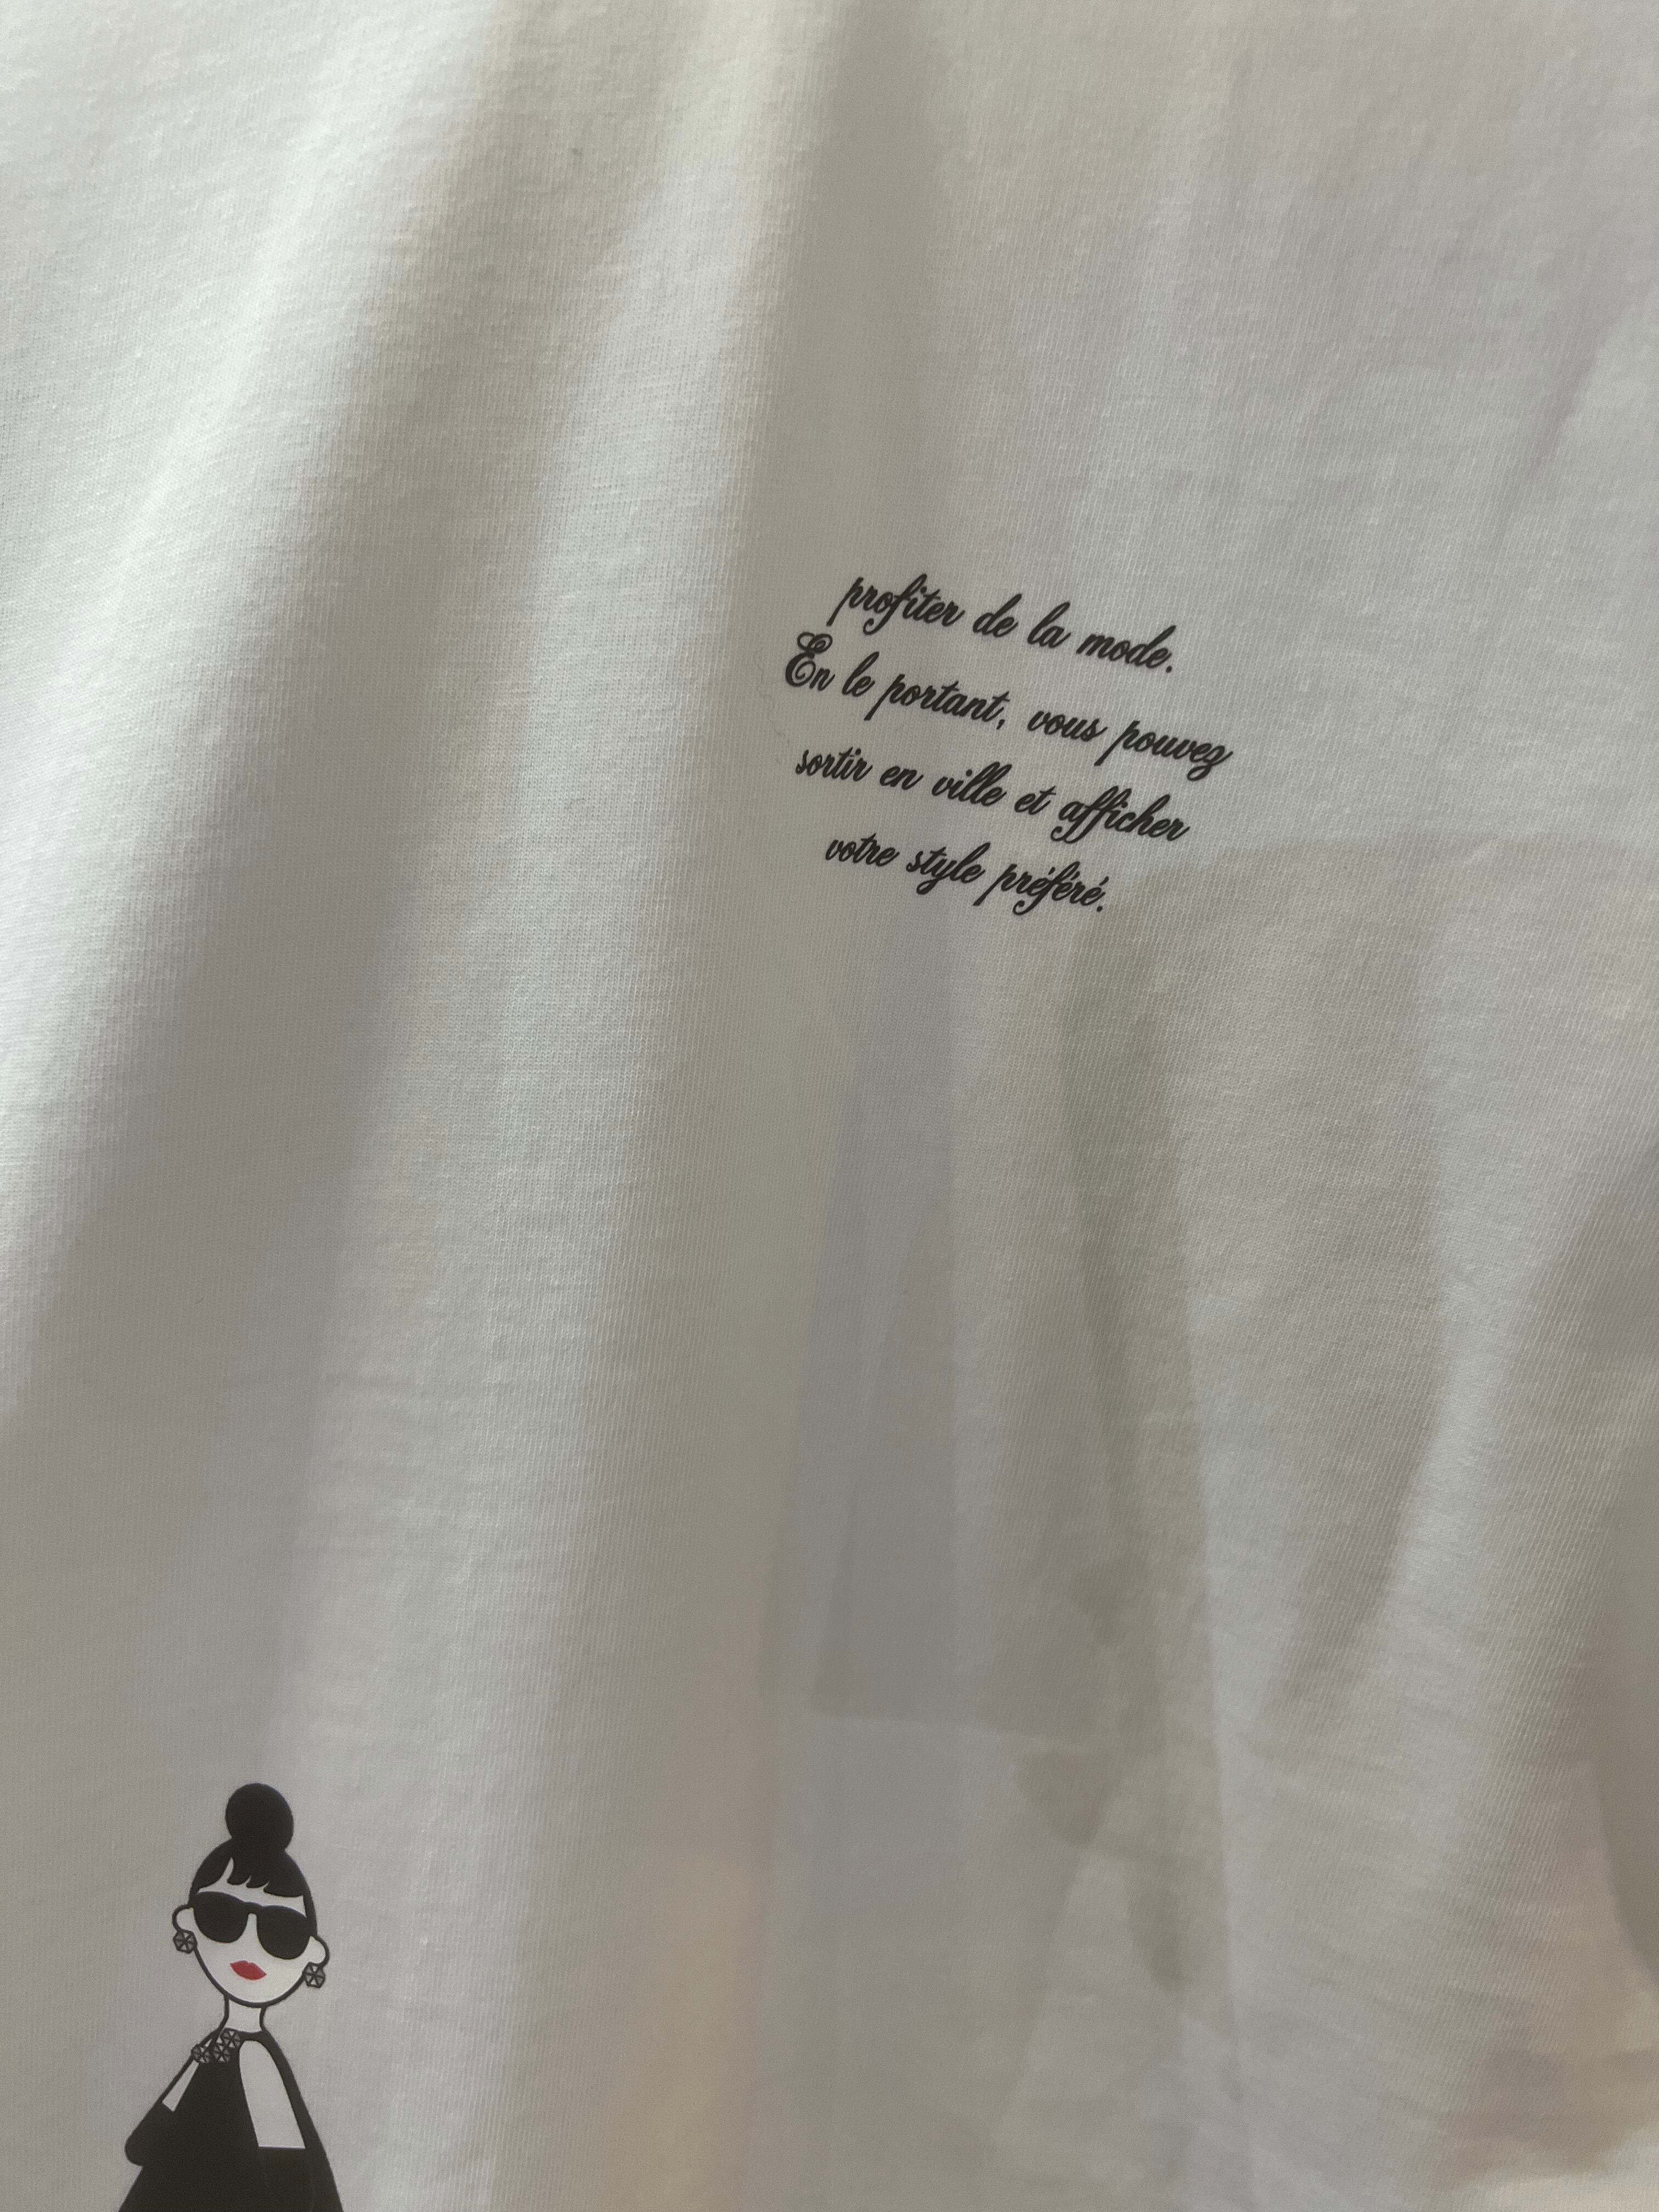 profiter de la mode.
En le portant, vous pouvez
sortir en ville et afficher
votre style préféré.